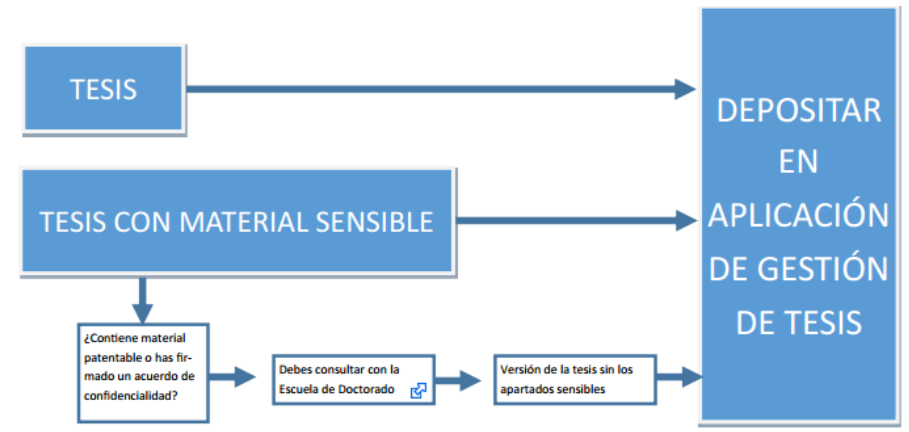 TESIS
TESIS CON MATERIAL SENSIBLE
DEPOSITAR
EN
APLICACIÓN
DE GESTIÓN
DE TESIS
¿Contiene material
patentable o has fir-
mado un acuerdo de
confidencialidad?
Debes consultar con la
Escuela de Doctorado
Versión de la tesis sin los
apartados sensibles